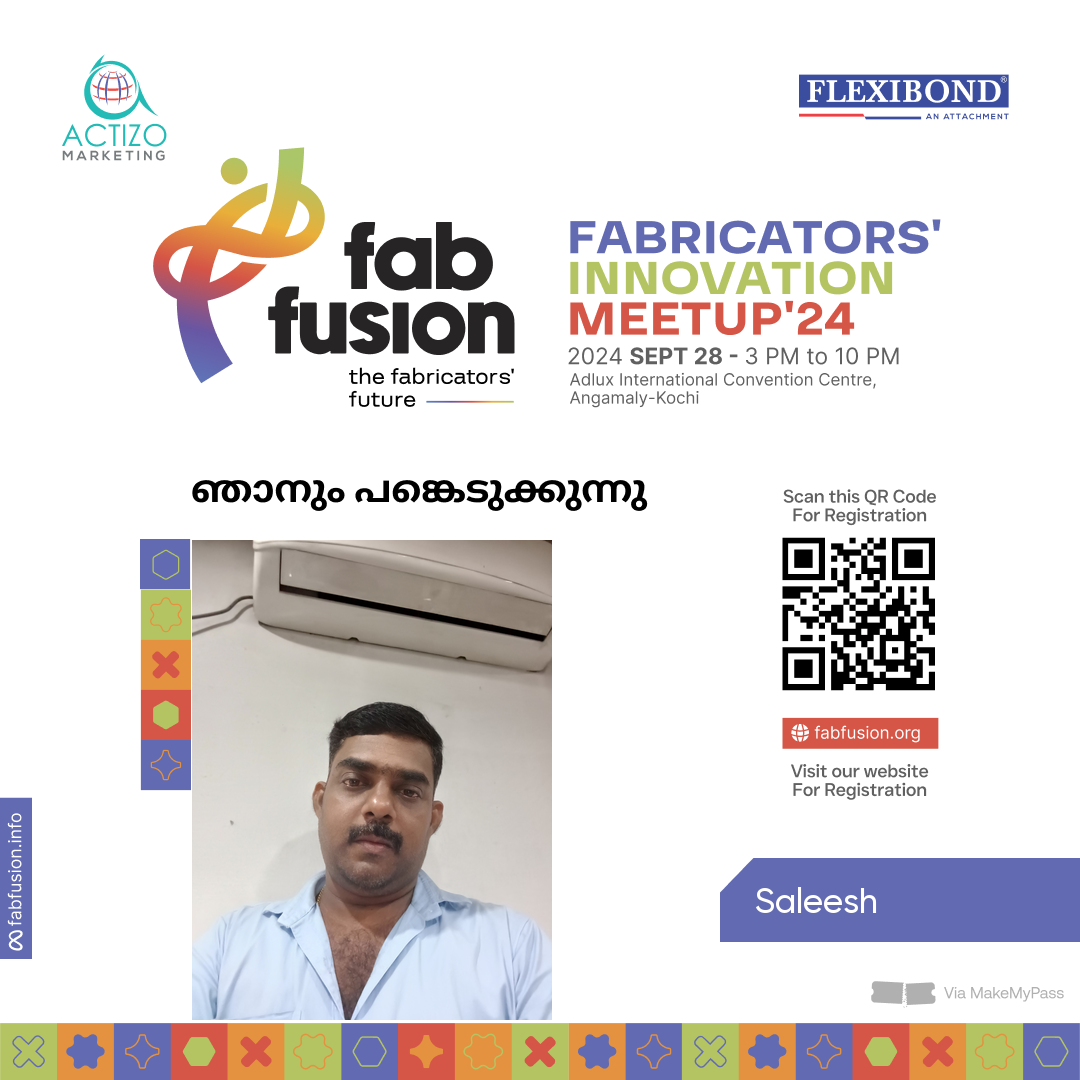 ACTIZO
MARKETING
FLEXIBOND®
AN ATTACHMENT
fab
fusion
the fabricators'
future
FABRICATORS'
INNOVATION
MEETUP'24
2024 SEPT 28 - 3 PM to 10 PM
Adlux International Convention Centre,
Angamaly-Kochi
ഞാനും പങ്കെടുക്കുന്നു
Scan this QR Code
For Registration
fabfusion.org
Visit our website
For Registration
fabfusion.info
Saleesh
Via MakeMyPass